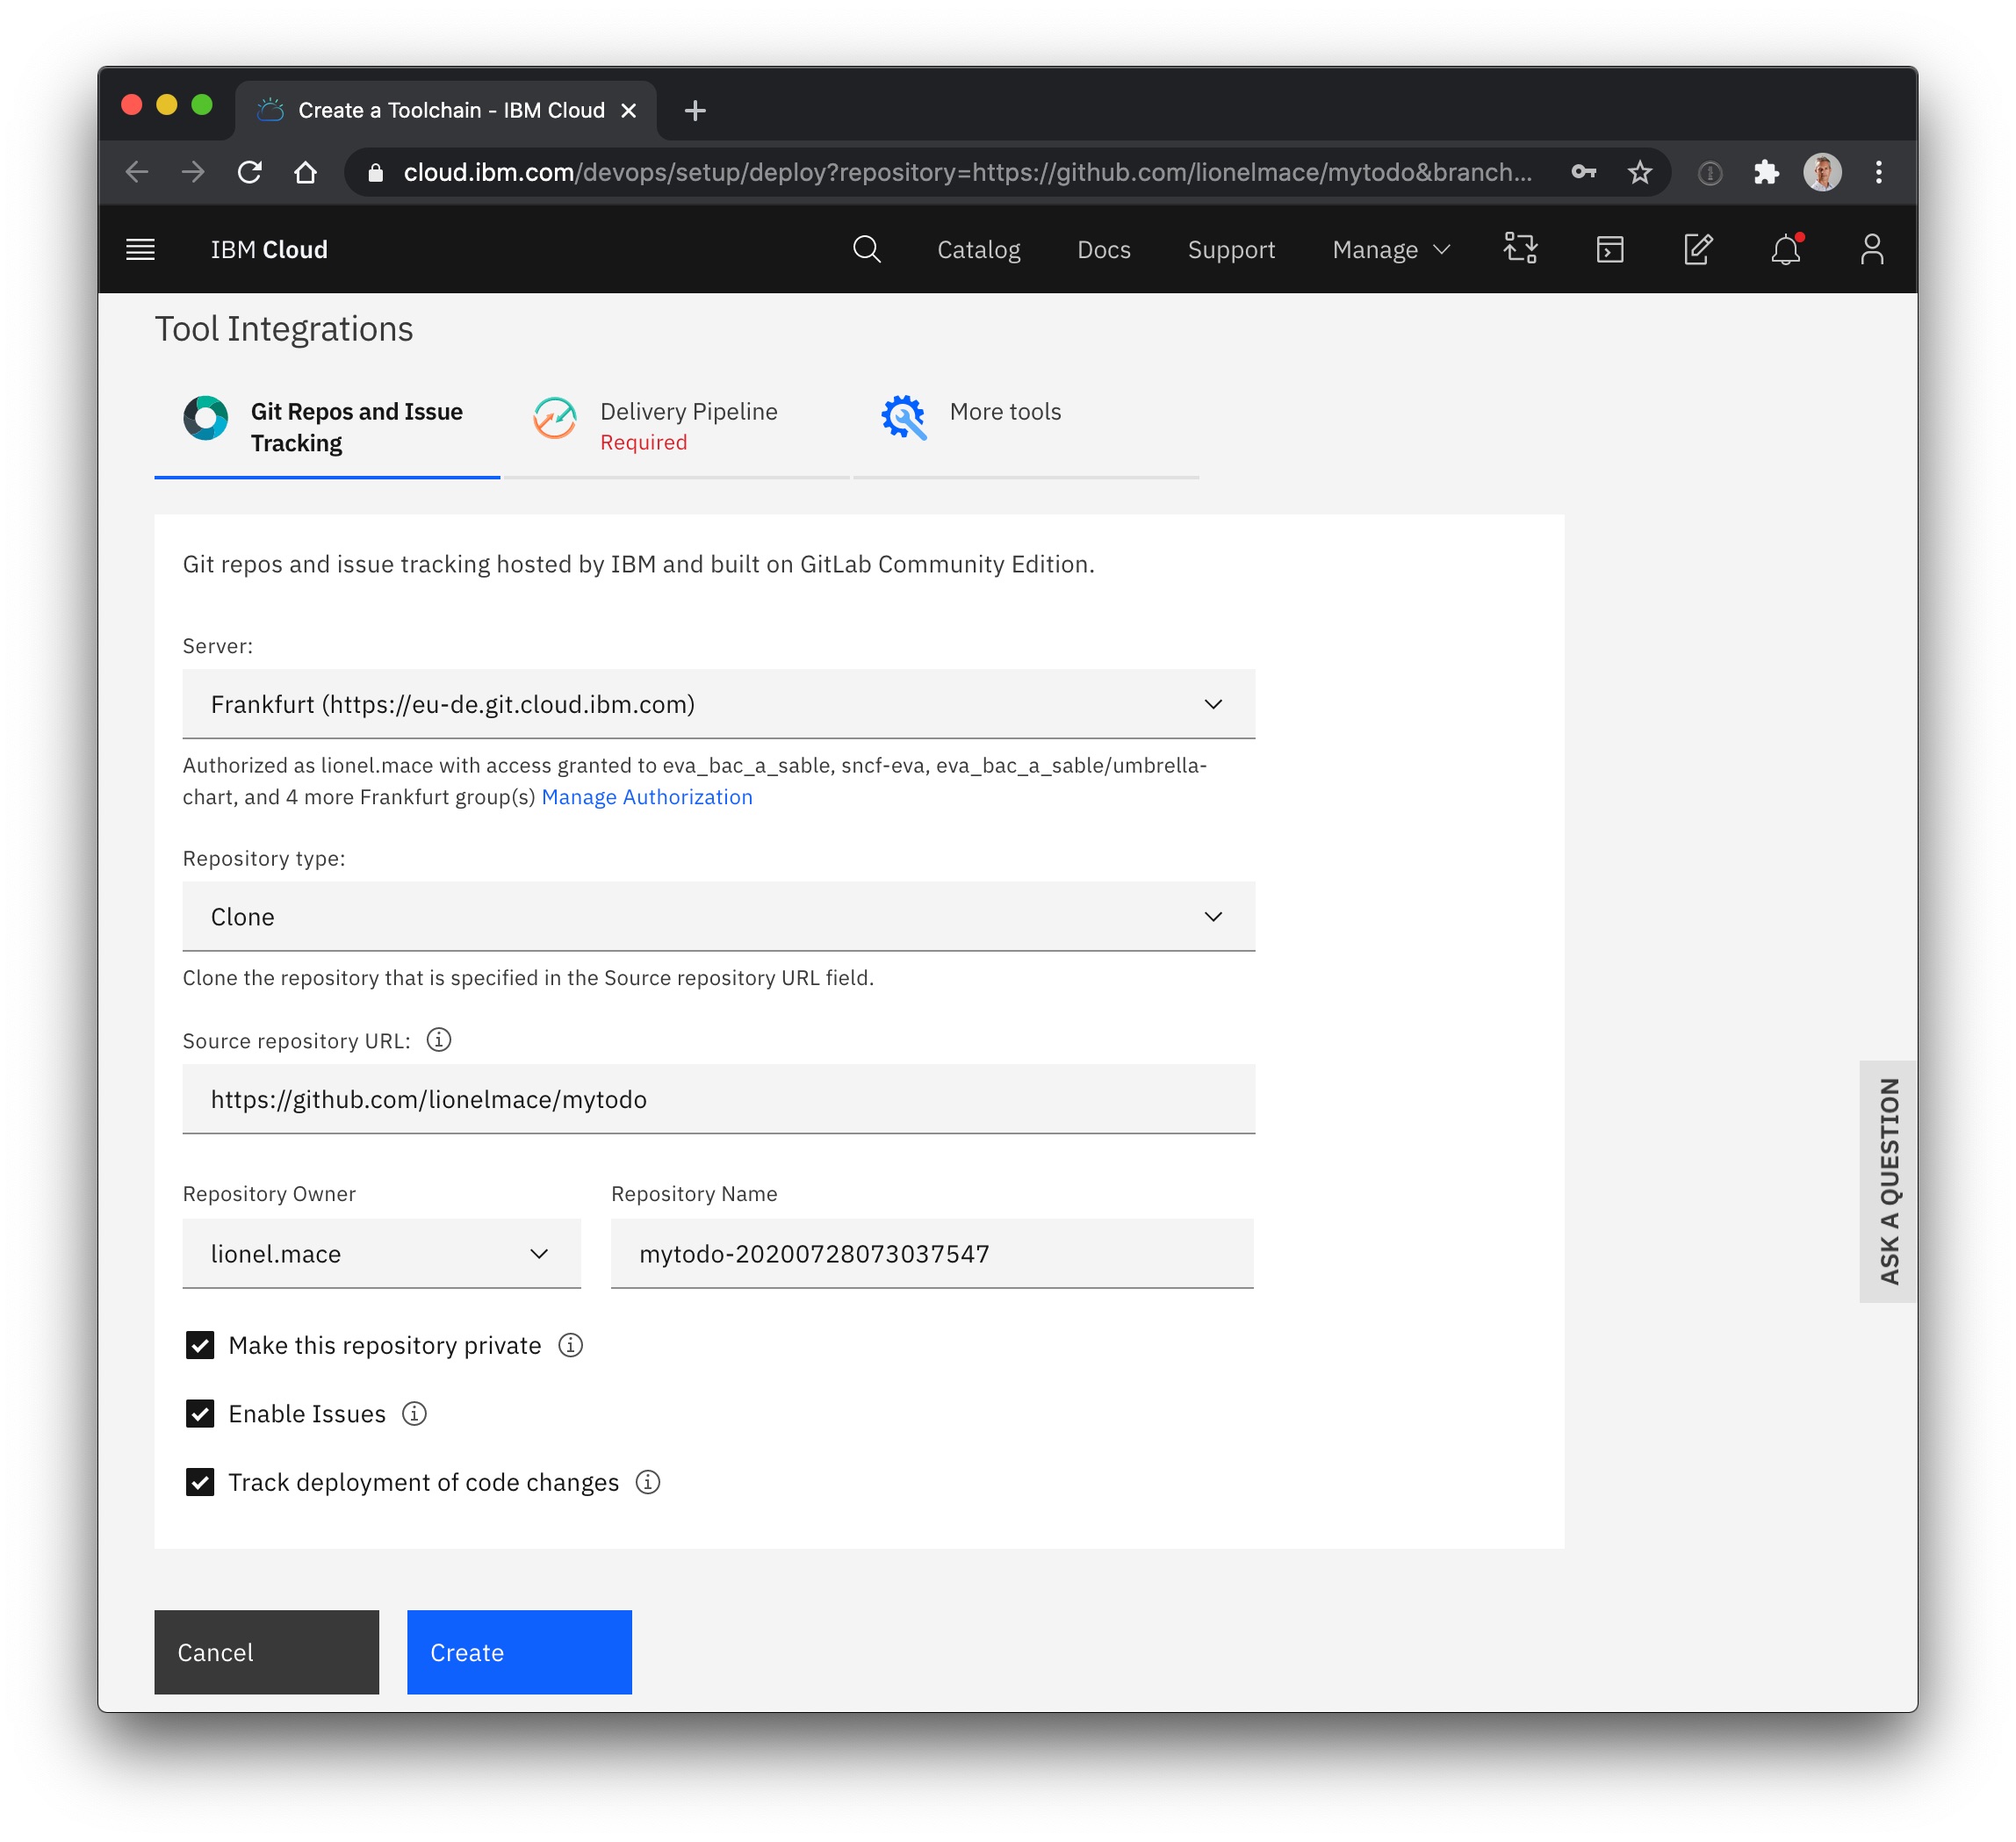 Create a Toolchain - IBM Cloud
cloud.ibm.com/devops/setup/deploy?repository=https://github.com/lionelmace/mytodo&branch...
IBM Cloud
Catalog
Docs
Support
Manage
Tool Integrations
Git Repos and Issue
Tracking
Delivery Pipeline
Required
More tools
Git repos and issue tracking hosted by IBM and built on GitLab Community Edition.
Server:
Frankfurt (https://eu-de.git.cloud.ibm.com)
Authorized as lionel.mace with access granted to eva_bac_a_sable, sncf-eva, eva_bac_a_sable/umbrella-
chart, and 4 more Frankfurt group(s) Manage Authorization
Repository type:
Clone
Clone the repository that is specified in the Source repository URL field.
Source repository URL:
https://github.com/lionelmace/mytodo
Repository Owner
Repository Name
lionel.mace
mytodo-20200728073037547
Make this repository private
Enable Issues
Track deployment of code changes
ASK A QUESTION
Cancel
Create